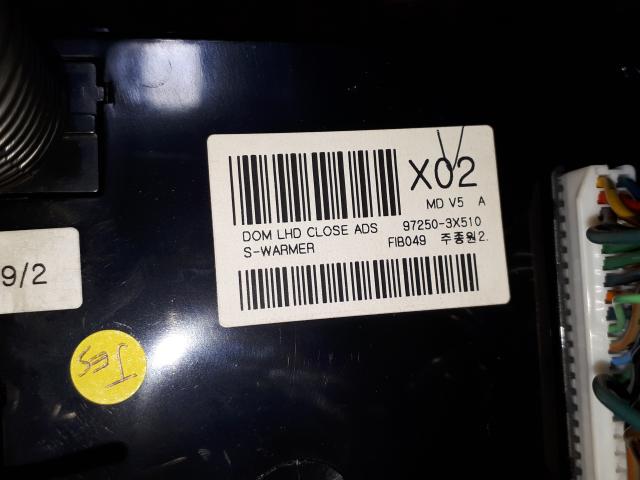 X02
MD V5 A
DOM LHD CLOSE ADS 97250-3X510
S-WARMER FIB049 주종원2.
9/2